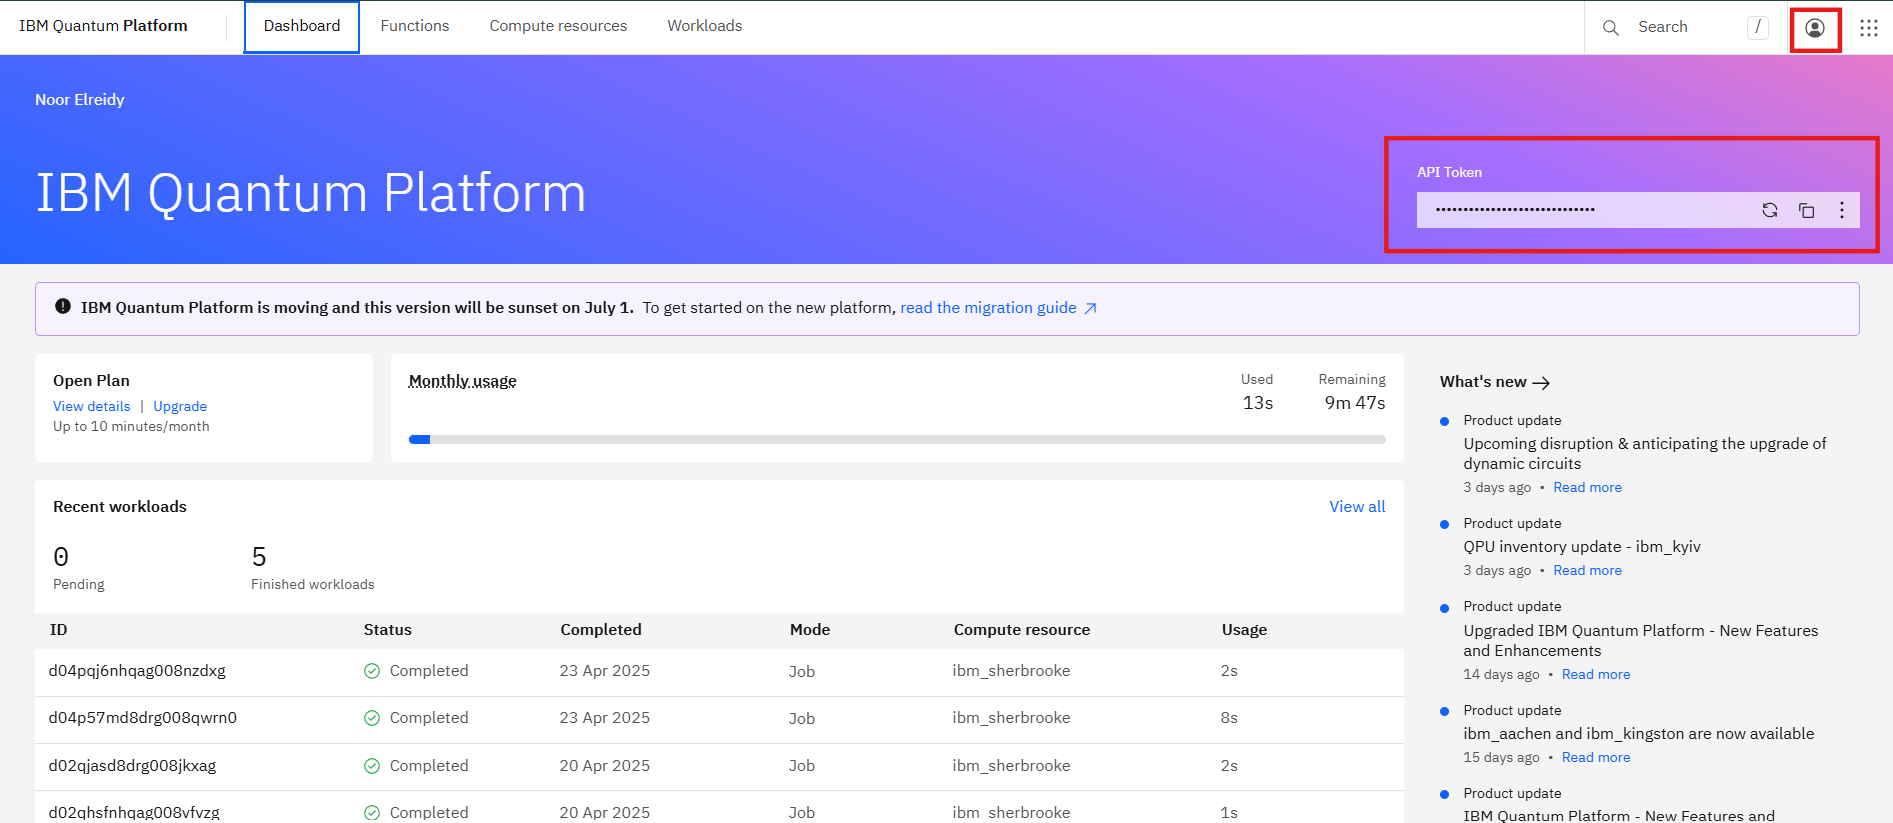 IBM Quantum Platform
Dashboard
Functions
Compute resources
Workloads
Search
/
Noor Elreidy
IBM Quantum Platform
API Token
•••••••••••••••••••••••••••••
IBM Quantum Platform is moving and this version will be sunset on July 1. To get started on the new platform, read the migration guide
Open Plan
View details | Upgrade
Up to 10 minutes/month
Monthly usage
Used
13s
Remaining
9m 47s
Recent workloads
View all
0
Pending
5
Finished workloads
ID Status Completed Mode Compute resource Usage
d04pqj6nhqag008nzdxg Completed 23 Apr 2025 Job ibm_sherbrooke 2s
d04p57md8drg008qwrn0 Completed 23 Apr 2025 Job ibm_sherbrooke 8s
d02qjasd8drg008jkxag Completed 20 Apr 2025 Job ibm_sherbrooke 2s
d02qhsfnhqag008vfvzg Completed 20 Apr 2025 Job ibm_sherbrooke 1s
What's new
Product update
Upcoming disruption & anticipating the upgrade of
dynamic circuits
3 days ago • Read more
Product update
QPU inventory update - ibm_kyiv
3 days ago • Read more
Product update
Upgraded IBM Quantum Platform - New Features
and Enhancements
14 days ago • Read more
Product update
ibm_aachen and ibm_kingston are now available
15 days ago • Read more
Product update
IBM Quantum Platform - New Features and